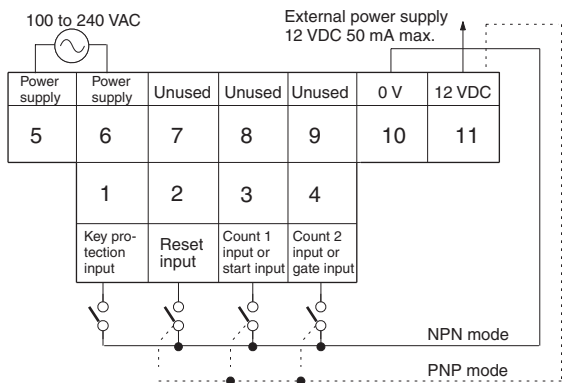 100 to 240 VAC
External power supply
12 VDC 50 mA max.
Power supply
Power supply
Unused
Unused
Unused
0 V
12 VDC
5
6
7
8
9
10
11
1
2
3
4
Key pro-
tection
input
Reset
input
Count 1
input or
start input
Count 2
input or
gate input
NPN mode
PNP mode